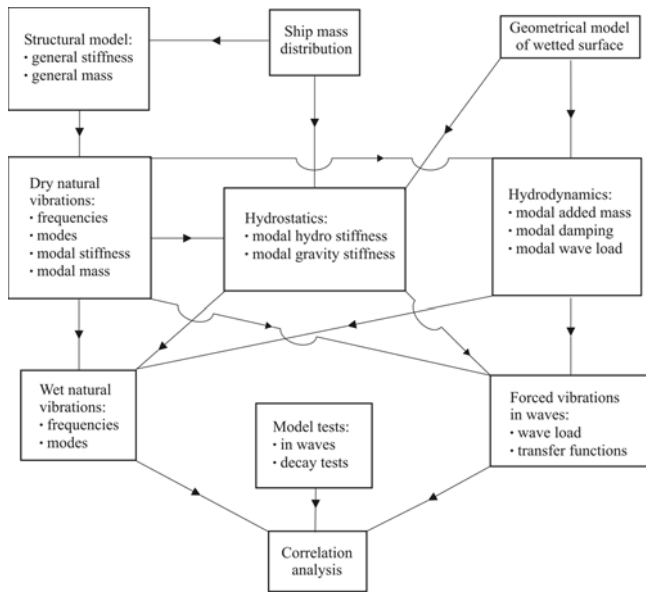 Structural model:
• general stiffness
• general mass
Ship mass
distribution
Geometrical model
of wetted surface
Dry natural
vibrations:
• frequencies
• modes
• modal stiffness
• modal mass
Hydrostatics:
• modal hydro stiffness
• modal gravity stiffness
Hydrodynamics:
• modal added mass
• modal damping
• modal wave load
Wet natural
vibrations:
• frequencies
• modes
Model tests:
• in waves
• decay tests
Forced vibrations
in waves:
• wave load
• transfer functions
Correlation
analysis